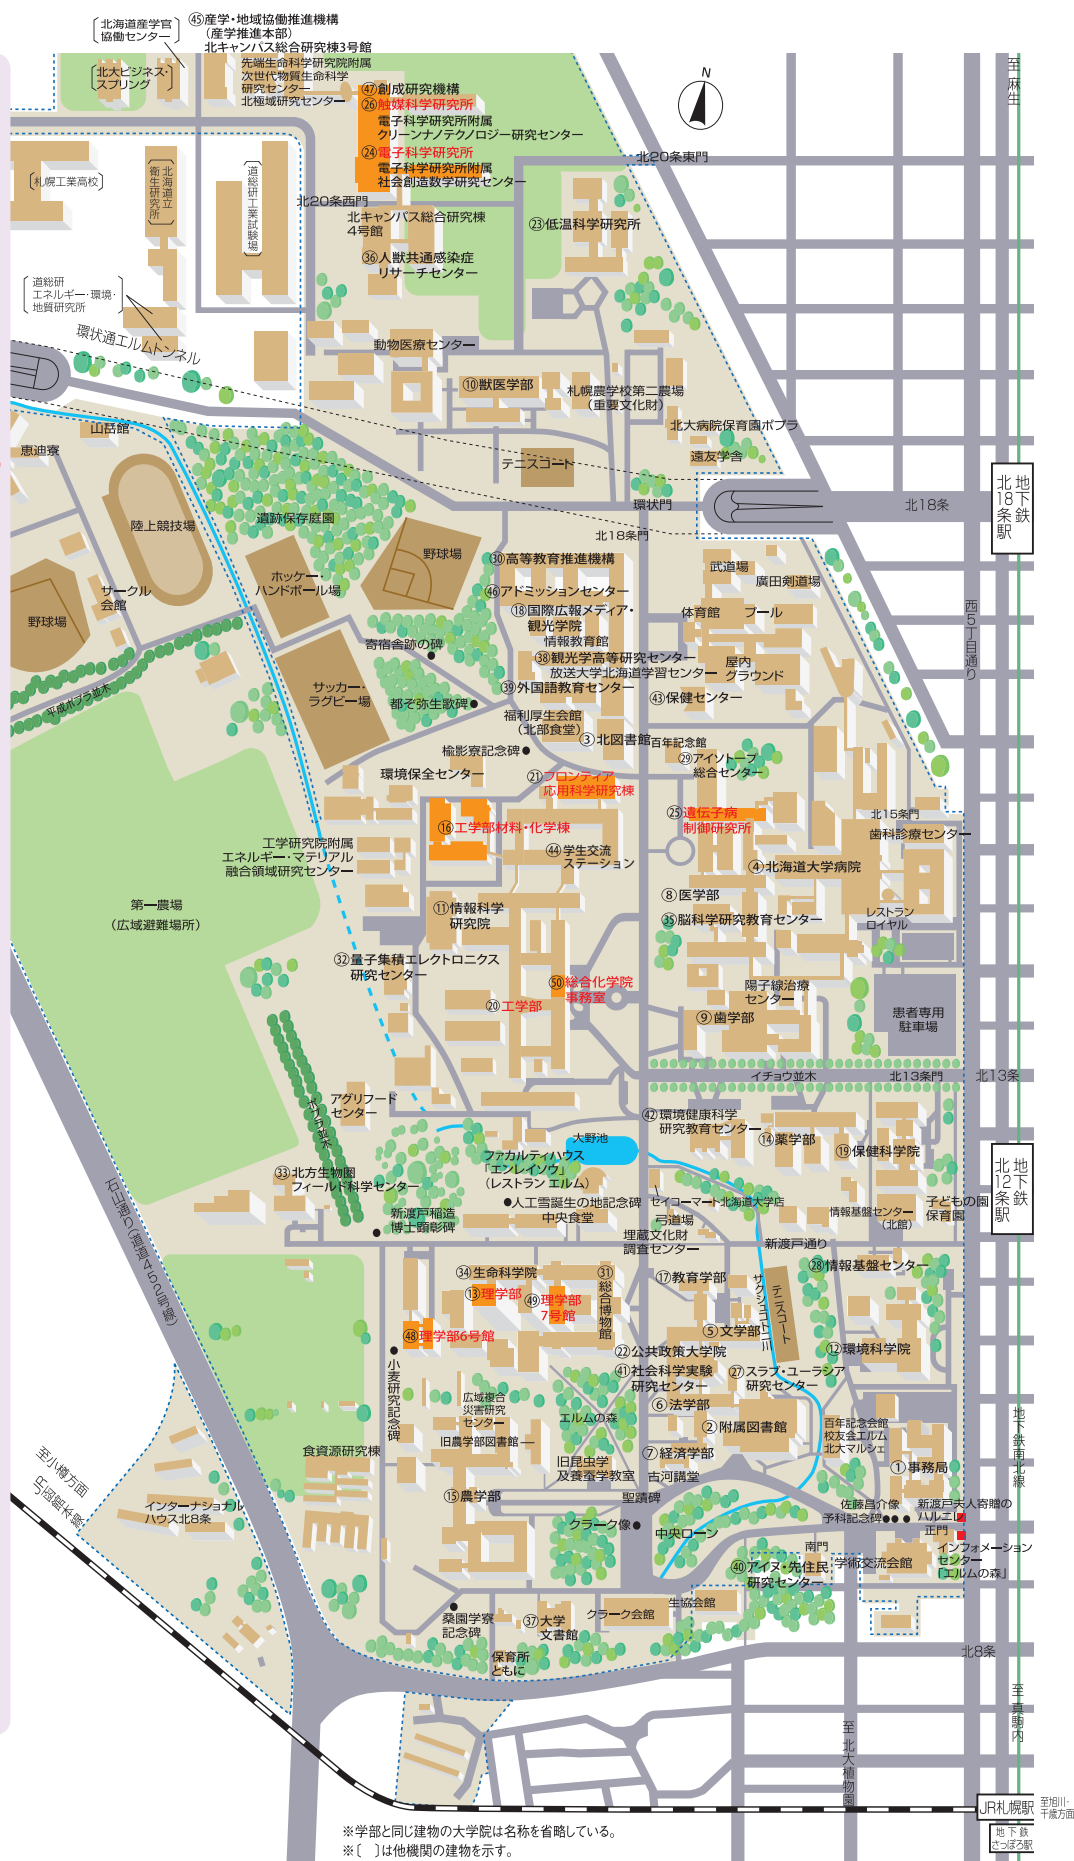 北海道産学官
協働センター
㊺産学・地域協働推進機構
（産学推進本部）
北キャンパス総合研究棟3号館
北大ビジネス・
スプリング
先端生命科学研究院附属
次世代物質生命科学
研究センター
北極域研究センター
㊼創成研究機構
㉖触媒科学研究所
電子科学研究所附属
クリーンナノテクノロジー研究センター
㉔電子科学研究所
電子科学研究所附属
社会創造数学研究センター
N
至 麻生
北20条東門
札幌工業高校
北海道立
衛生研究所
道総研工業試験場
北20条西門
北キャンパス総合研究棟
4号館
㉓低温科学研究所
㊱人獣共通感染症
リサーチセンター
道総研
エネルギー・環境・
地質研究所
環状通エルムトンネル
動物医療センター
⑩獣医学部
札幌農学校第二農場
（重要文化財）
山岳館
恵迪寮
北大病院保育園ポプラ
遠友学舎
テニスコート
陸上競技場
遺跡保存庭園
環状門
北18条
地下鉄
北18条駅
北18条門
野球場
㉚高等教育推進機構
武道場
廣田剣道場
ホッケー・
ハンドボール場
サークル
会館
野球場
㊻アドミッションセンター
⑱国際広報メディア・
観光学院
情報教育館
体育館
プール
西5丁目通り
寄宿舎跡の碑
㊳観光学高等研究センター
放送大学北海道学習センター
屋内
グラウンド
サッカー・
ラグビー場
平成ポプラ並木
㊴外国語教育センター
㊸保健センター
都ぞ弥生歌碑
福利厚生会館
（北部食堂）
③北図書館
百年記念館
楡影寮記念碑
㉙アイソトープ
総合センター
環境保全センター
㉑フロンティア
応用科学研究棟
㉕遺伝子病
制御研究所
北15条門
歯科診療センター
⑯工学部材料・化学棟
工学研究院附属
エネルギー・マテリアル
融合領域研究センター
㊹学生交流
ステーション
④北海道大学病院
第一農場
（広域避難場所）
⑪情報科学
研究院
⑧医学部
㉟脳科学研究教育センター
レストラン
ロイヤル
㉜量子集積エレクトロニクス
研究センター
㊿総合化学院
事務室
陽子線治療
センター
⑳工学部
⑨歯学部
患者専用
駐車場
イチョウ並木
北13条門
北13条
アグリフード
センター
ポプラ並木
㊷環境健康科学
研究教育センター
大野池
⑭薬学部
⑲保健科学院
ファカルティハウス
「エンレイソウ」
（レストラン エルム）
地下鉄
北12条駅
㉝北方生物圏
フィールド科学センター
石山通り（道道452号線）
人工雪誕生の地記念碑
中央食堂
セイコーマート北海道大学店
弓道場
情報基盤センター
（北館）
子どもの園
保育園
新渡戸稲造
博士顕彰碑
埋蔵文化財
調査センター
新渡戸通り
㉞生命科学院
㉛総合博物館
⑰教育学部
㉘情報基盤センター
⑬理学部
㊾理学部
7号館
サクシュコトニ川
テニスコート
㊽理学部6号館
⑤文学部
⑫環境科学院
小麦研究記念碑
㉒公共政策大学院
㊶社会科学実験
研究センター
㉗スラブ・ユーラシア
研究センター
広域複合
災害研究
センター
⑥法学部
エルムの森
②附属図書館
地下鉄南北線
旧農学部図書館
百年記念会館
校友会エルム
北大マルシェ
食資源研究棟
⑦経済学部
旧昆虫学
及養蚕学教室
古河講堂
①事務局
至小樽方面
JR函館本線
⑮農学部
聖蹟碑
インターナショナル
ハウス北8条
クラーク像
中央ローン
佐藤昌介像
予科記念碑
新渡戸夫人寄贈の
ハルニレ
正門
南門
学術交流会館
インフォメーション
センター
「エルムの森」
㊵アイヌ・先住民
研究センター
生協会館
桑園学寮
記念碑
㊲大学
文書館
クラーク会館
保育所
ともに
北8条
至 真駒内
至 北大植物園
JR札幌駅
至旭川・
千歳方面
地下鉄
さっぽろ駅
※学部と同じ建物の大学院は名称を省略している。
※〔　〕は他機関の建物を示す。